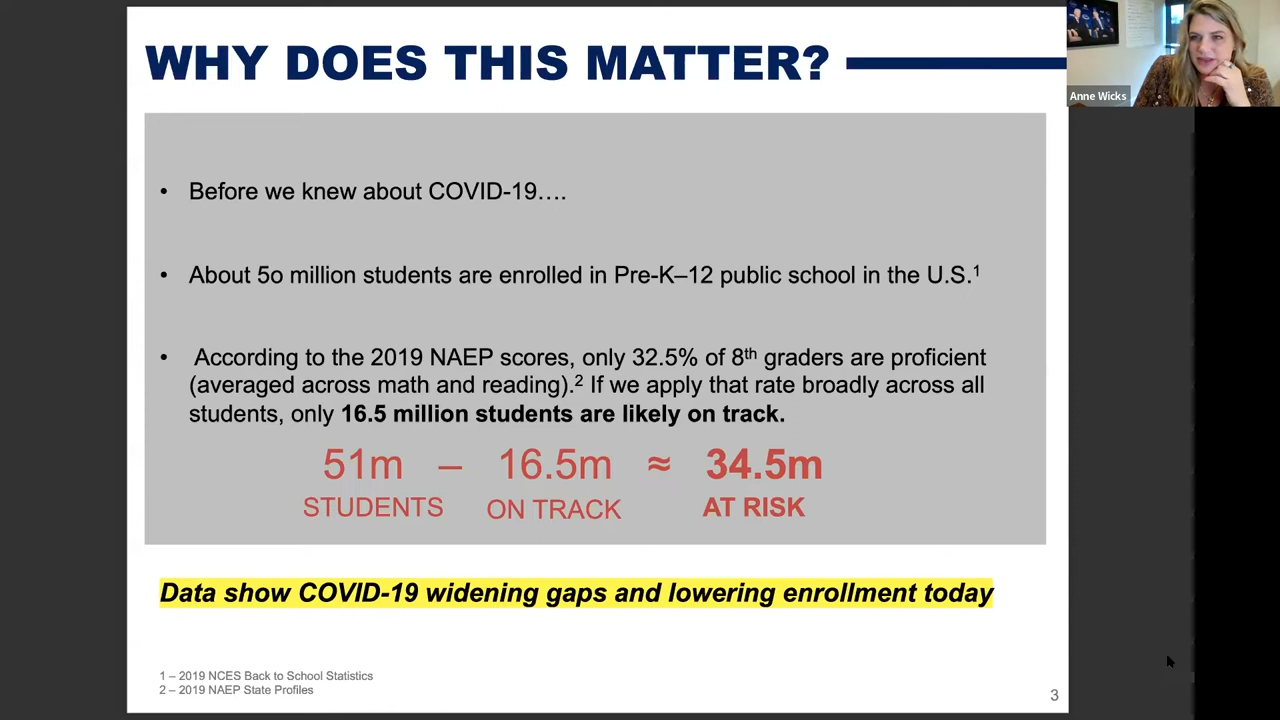 WHY DOES THIS MATTER?
Anne Wicks
• Before we knew about COVID-19….
• About 5o million students are enrolled in Pre-K–12 public school in the U.S.1
• According to the 2019 NAEP scores, only 32.5% of 8th graders are proficient
(averaged across math and reading).2 If we apply that rate broadly across all
students, only 16.5 million students are likely on track.
51m – 16.5m ≈ 34.5m
STUDENTS ON TRACK AT RISK
Data show COVID-19 widening gaps and lowering enrollment today
1 – 2019 NCES Back to School Statistics
2 – 2019 NAEP State Profiles
3